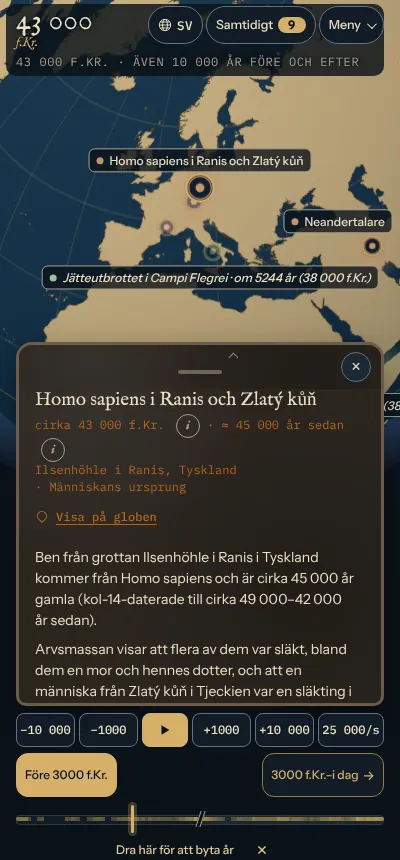 43 000
f.Kr.
SV
Samtidigt 9
Meny
43 000 F.KR. · ÄVEN 10 000 ÅR FÖRE OCH EFTER
Homo sapiens i Ranis och Zlatý kůň
Neandertalare
Jätteutbrottet i Campi Flegrei · om 5244 år (38 000 f.Kr.)
(38
×
Homo sapiens i Ranis och Zlatý kůň
cirka 43 000 f.Kr. i · ≈ 45 000 år sedan
i
Ilsenhöhle i Ranis, Tyskland
· Människans ursprung
Visa på globen
Ben från grottan Ilsenhöhle i Ranis i Tyskland
kommer från Homo sapiens och är cirka 45 000 år
gamla (kol-14-daterade till cirka 49 000–42 000
år sedan).
Arvsmassan visar att flera av dem var släkt, bland
dem en mor och hennes dotter, och att en
människa från Zlatý kůň i Tjeckien var en släkting i
−10 000
−1000
+1000
+10 000
25 000/s
Före 3000 f.Kr.
3000 f.Kr.–i dag →
Dra här för att byta år ×